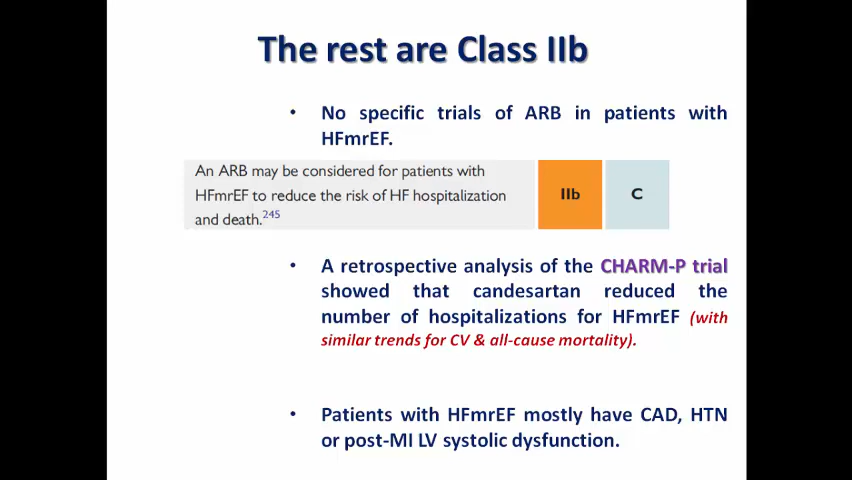 The rest are Class IIb
• No specific trials of ARB in patients with
HFmrEF.
An ARB may be considered for patients with
HFmrEF to reduce the risk of HF hospitalization
and death.245
IIb
C
• A retrospective analysis of the CHARM-P trial
showed that candesartan reduced the
number of hospitalizations for HFmrEF (with
similar trends for CV & all-cause mortality).
• Patients with HFmrEF mostly have CAD, HTN
or post-MI LV systolic dysfunction.